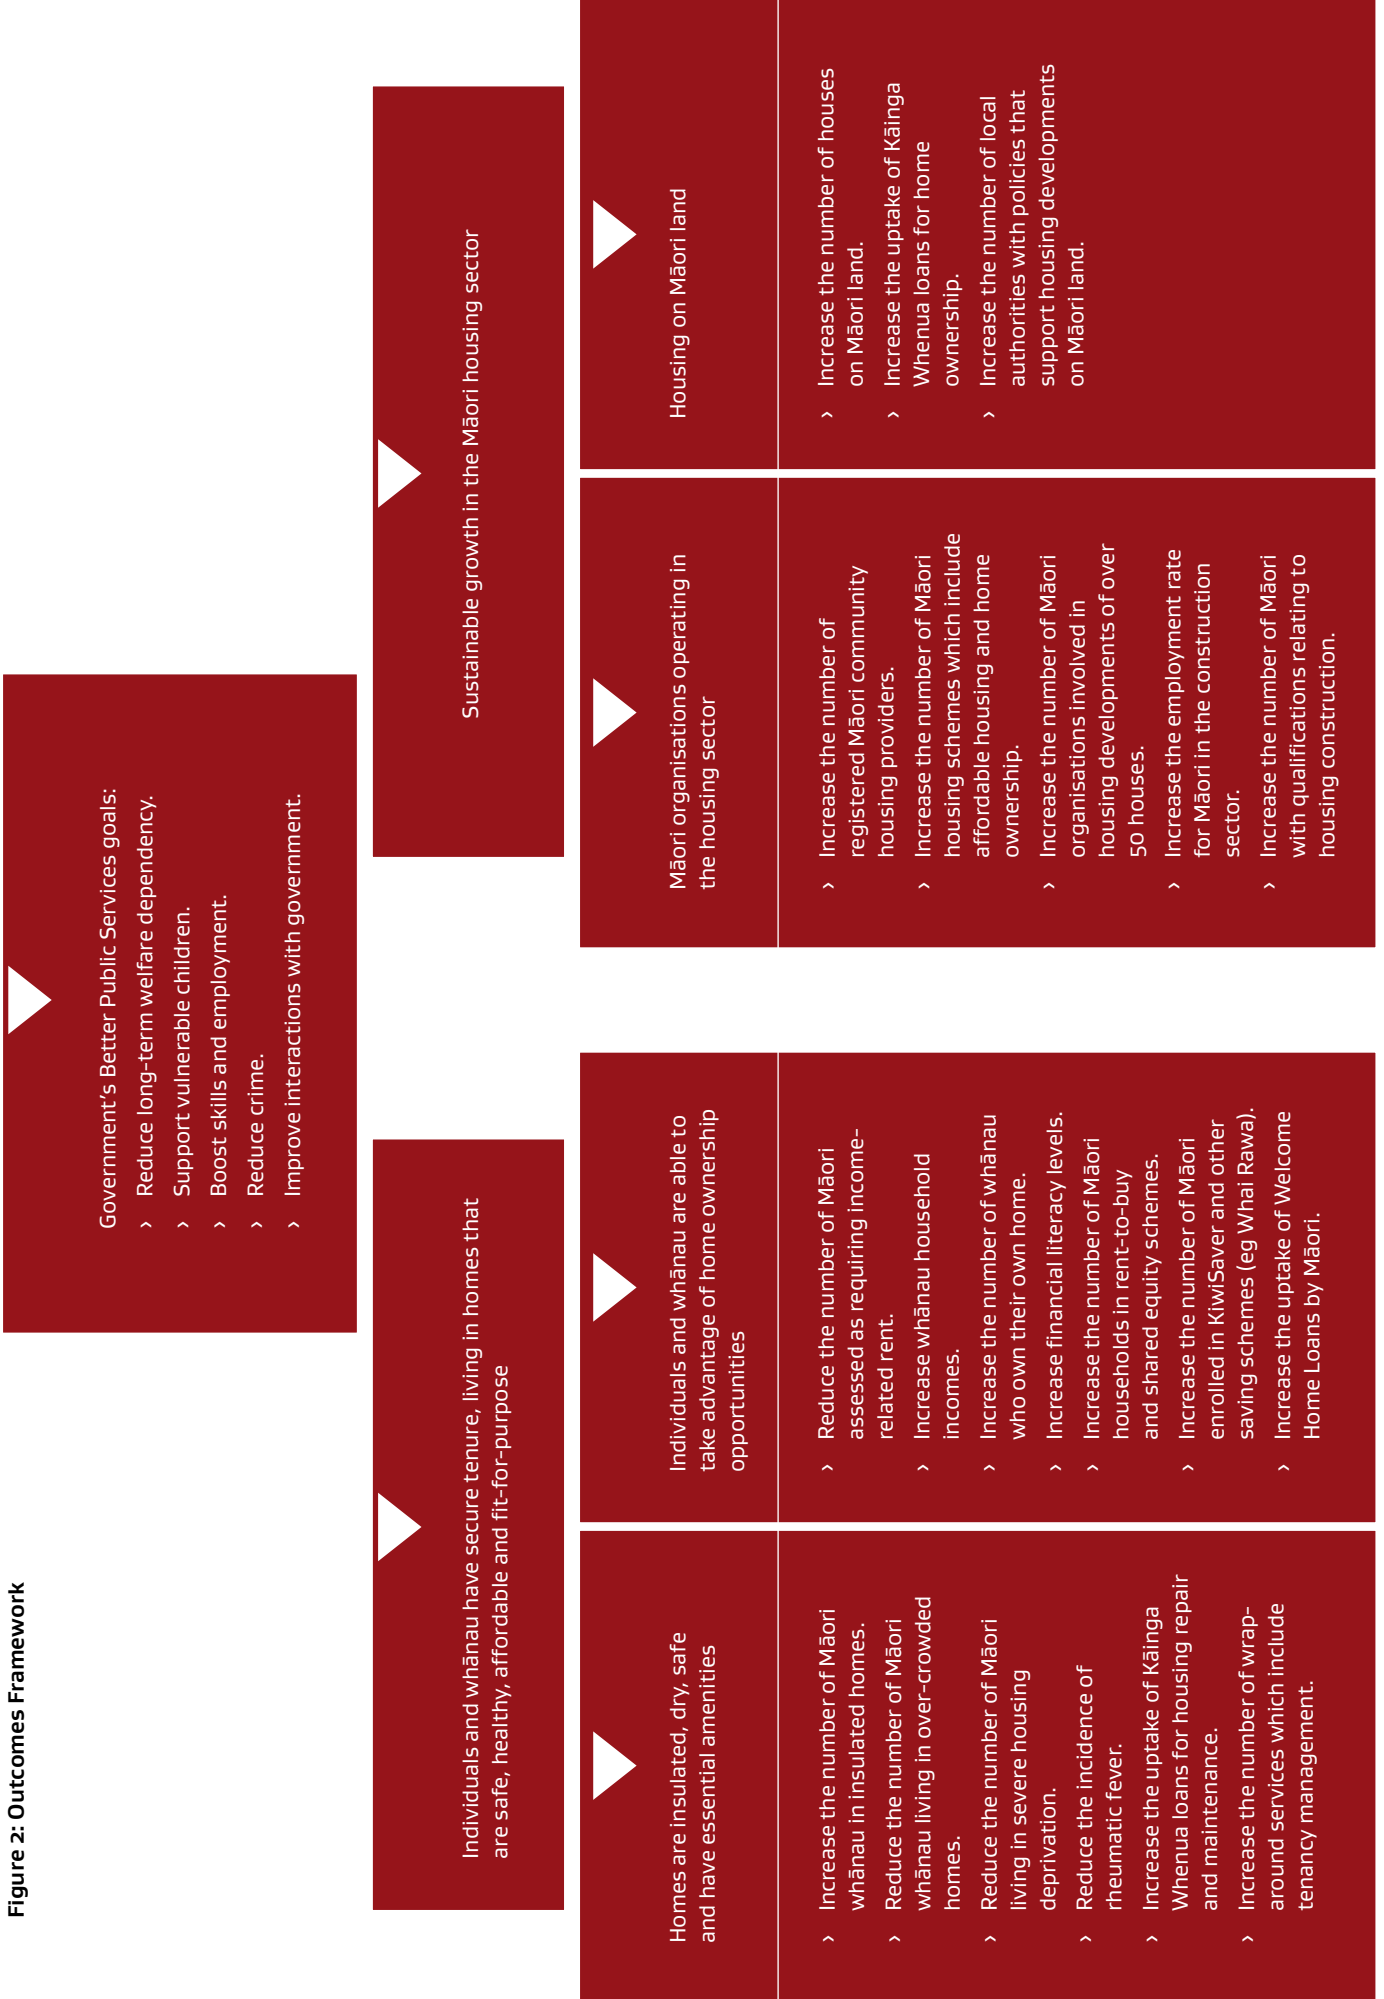 Figure 2: Outcomes Framework
Government’s Better Public Services goals:
› Reduce long-term welfare dependency.
› Support vulnerable children.
› Boost skills and employment.
› Reduce crime.
› Improve interactions with government.
Individuals and whānau have secure tenure, living in homes that
are safe, healthy, affordable and fit-for-purpose
Sustainable growth in the Māori housing sector
Homes are insulated, dry, safe
and have essential amenities
› Increase the number of Māori
whānau in insulated homes.
› Reduce the number of Māori
whānau living in over-crowded
homes.
› Reduce the number of Māori
living in severe housing
deprivation.
› Reduce the incidence of
rheumatic fever.
› Increase the uptake of Kāinga
Whenua loans for housing repair
and maintenance.
› Increase the number of wrap-
around services which include
tenancy management.
Individuals and whānau are able to
take advantage of home ownership
opportunities
› Reduce the number of Māori
assessed as requiring income-
related rent.
› Increase whānau household
incomes.
› Increase the number of whānau
who own their own home.
› Increase financial literacy levels.
› Increase the number of Māori
households in rent-to-buy
and shared equity schemes.
› Increase the number of Māori
enrolled in KiwiSaver and other
saving schemes (eg Whai Rawa).
› Increase the uptake of Welcome
Home Loans by Māori.
Māori organisations operating in
the housing sector
› Increase the number of
registered Māori community
housing providers.
› Increase the number of Māori
housing schemes which include
affordable housing and home
ownership.
› Increase the number of Māori
organisations involved in
housing developments of over
50 houses.
› Increase the employment rate
for Māori in the construction
sector.
› Increase the number of Māori
with qualifications relating to
housing construction.
Housing on Māori land
› Increase the number of houses
on Māori land.
› Increase the uptake of Kāinga
Whenua loans for home
ownership.
› Increase the number of local
authorities with policies that
support housing developments
on Māori land.